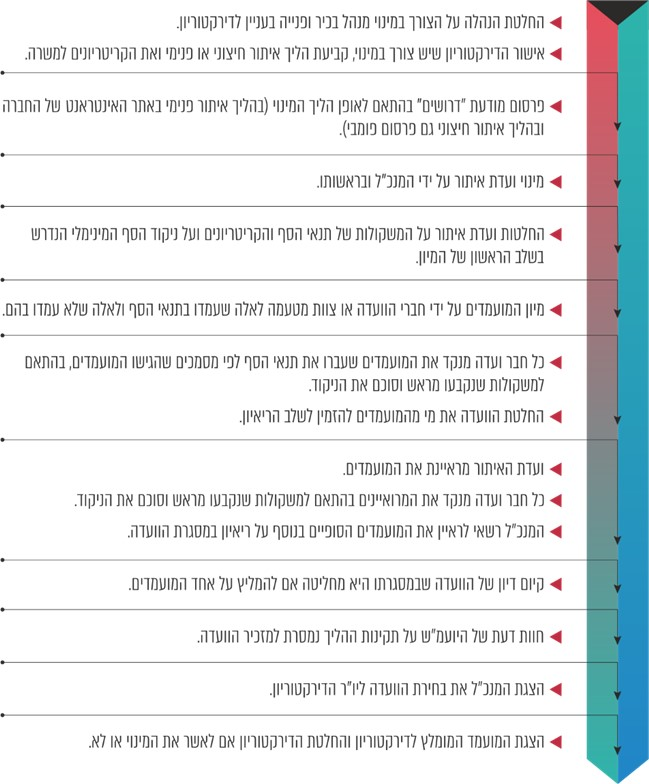 החלטת הנהלה על הצורך במינוי מנהל בכיר ופנייה בעניין לדירקטוריון.
אישור הדירקטוריון שיש צורך במינוי, קביעת הליך איתור חיצוני או פנימי ואת הקריטריונים למשרה.
פרסום מודעת "דרושים" בהתאם לאופן הליך המינוי (בהליך איתור פנימי באתר האינטראנט של החברה
ובהליך איתור חיצוני גם פרסום פומבי).
מינוי ועדת איתור על ידי המנכ"ל ובראשותו.
החלטות ועדת איתור על המשקולות של תנאי הסף והקריטריונים ועל ניקוד הסף המינימלי הנדרש
בשלב הראשון של המיון.
מיון המועמדים על ידי חברי הוועדה או צוות מטעמה לאלה שעמדו בתנאי הסף ולאלה שלא עמדו בהם.
כל חבר ועדה מנקד את המועמדים שעברו את תנאי הסף לפי מסמכים שהגישו המועמדים, בהתאם
למשקולות שנקבעו מראש וסוכם את הניקוד.
החלטת הוועדה את מי מהמועמדים להזמין לשלב הריאיון.
ועדת האיתור מראיינת את המועמדים.
כל חבר ועדה מנקד את המרואיינים בהתאם למשקולות שנקבעו מראש וסוכם את הניקוד.
המנכ"ל רשאי לראיין את המועמדים הסופיים בנוסף על ריאיון במסגרת הוועדה.
קיום דיון של הוועדה שבמסגרתו היא מחליטה אם להמליץ על אחד המועמדים.
חוות דעת של היועמ"ש על תקינות ההליך נמסרת למזכיר הוועדה.
הצגת המנכ"ל את בחירת הוועדה ליו"ר הדירקטוריון.
הצגת המועמד המומלץ לדירקטוריון והחלטת הדירקטוריון אם לאשר את המינוי או לא.